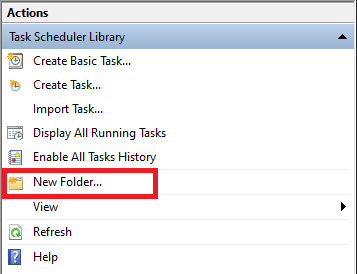 Actions
Task Scheduler Library
Create Basic Task...
Create Task...
Import Task...
Display All Running Tasks
Enable All Tasks History
New Folder...
View
Refresh
Help